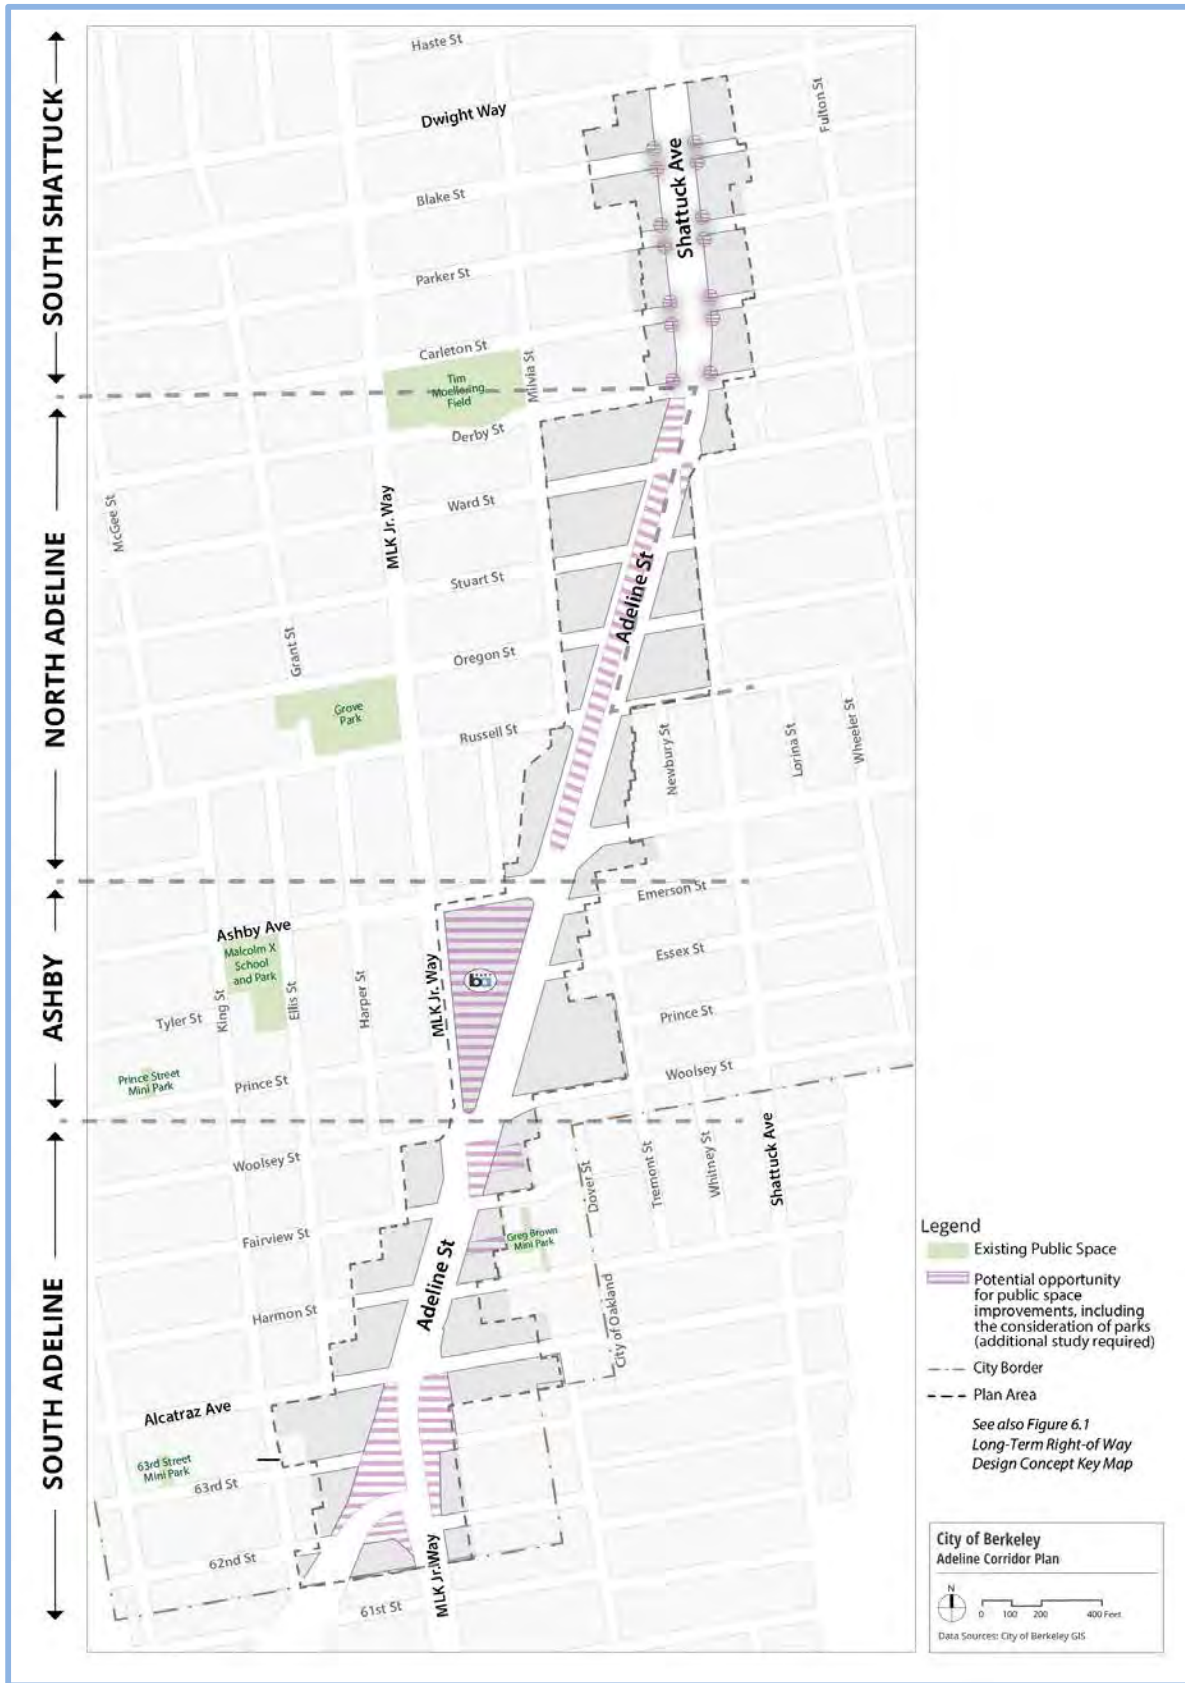 SOUTH SHATTUCK
NORTH ADELINE
ASHBY
SOUTH ADELINE
Haste St
Dwight Way
Fulton St
Shattuck Ave
Blake St
Parker St
Carleton St
Milvia St
Tim
Moellering
Field
Derby St
McGee St
MLK Jr. Way
Ward St
Stuart St
Adeline St
Grant St
Oregon St
Grove
Park
Russell St
Newbury St
Lorina St
Wheeler St
Emerson St
Ashby Ave
Malcolm X
School
and Park
Essex St
MLK Jr. Way
ba
Tyler St
King St
Ellis St
Harper St
Prince St
Prince Street
Mini Park
Prince St
Woolsey St
Woolsey St
Dover St
Tremont St
Whitney St
Shattuck Ave
Fairview St
Greg Brown
Mini Park
Adeline St
Harmon St
City of Oakland
Alcatraz Ave
63rd Street
Mini Park
63rd St
62nd St
MLK Jr. Way
61st St
Legend
Existing Public Space
Potential opportunity
for public space
improvements, including
the consideration of parks
(additional study required)
City Border
Plan Area
See also Figure 6.1
Long-Term Right-of Way
Design Concept Key Map
City of Berkeley
Adeline Corridor Plan
N
0 100 200 400 Feet
Data Sources: City of Berkeley GIS